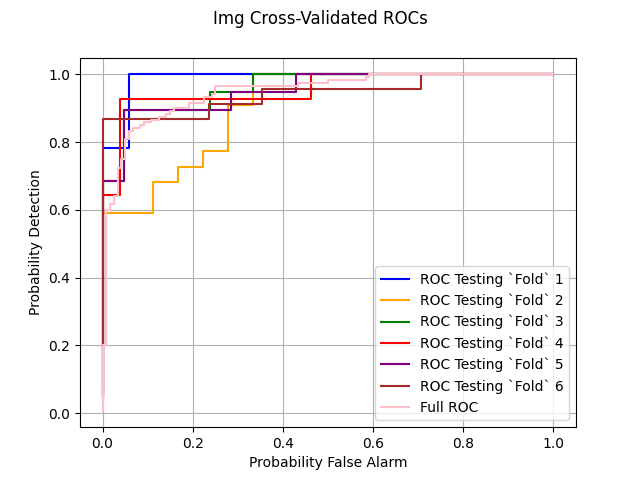 Img Cross-Validated ROCs
1.0
0.8
0.6
0.4
0.2
0.0
Probability Detection
0.0 0.2 0.4 0.6 0.8 1.0
Probability False Alarm
ROC Testing `Fold` 1
ROC Testing `Fold` 2
ROC Testing `Fold` 3
ROC Testing `Fold` 4
ROC Testing `Fold` 5
ROC Testing `Fold` 6
Full ROC